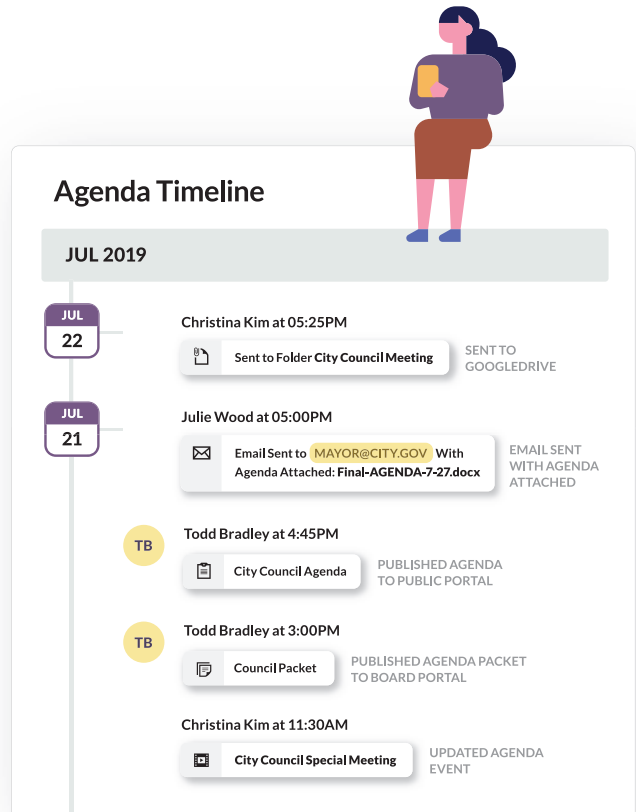 Agenda Timeline
JUL 2019
JUL
22
Christina Kim at 05:25PM
Sent to Folder City Council Meeting
SENT TO
GOOGLEDRIVE
JUL
21
Julie Wood at 05:00PM
Email Sent to MAYOR@CITY.GOV With
Agenda Attached: Final-AGENDA-7-27.docx
EMAIL SENT
WITH AGENDA
ATTACHED
TB
Todd Bradley at 4:45PM
City Council Agenda
PUBLISHED AGENDA
TO PUBLIC PORTAL
TB
Todd Bradley at 3:00PM
Council Packet
PUBLISHED AGENDA PACKET
TO BOARD PORTAL
Christina Kim at 11:30AM
City Council Special Meeting
UPDATED AGENDA
EVENT